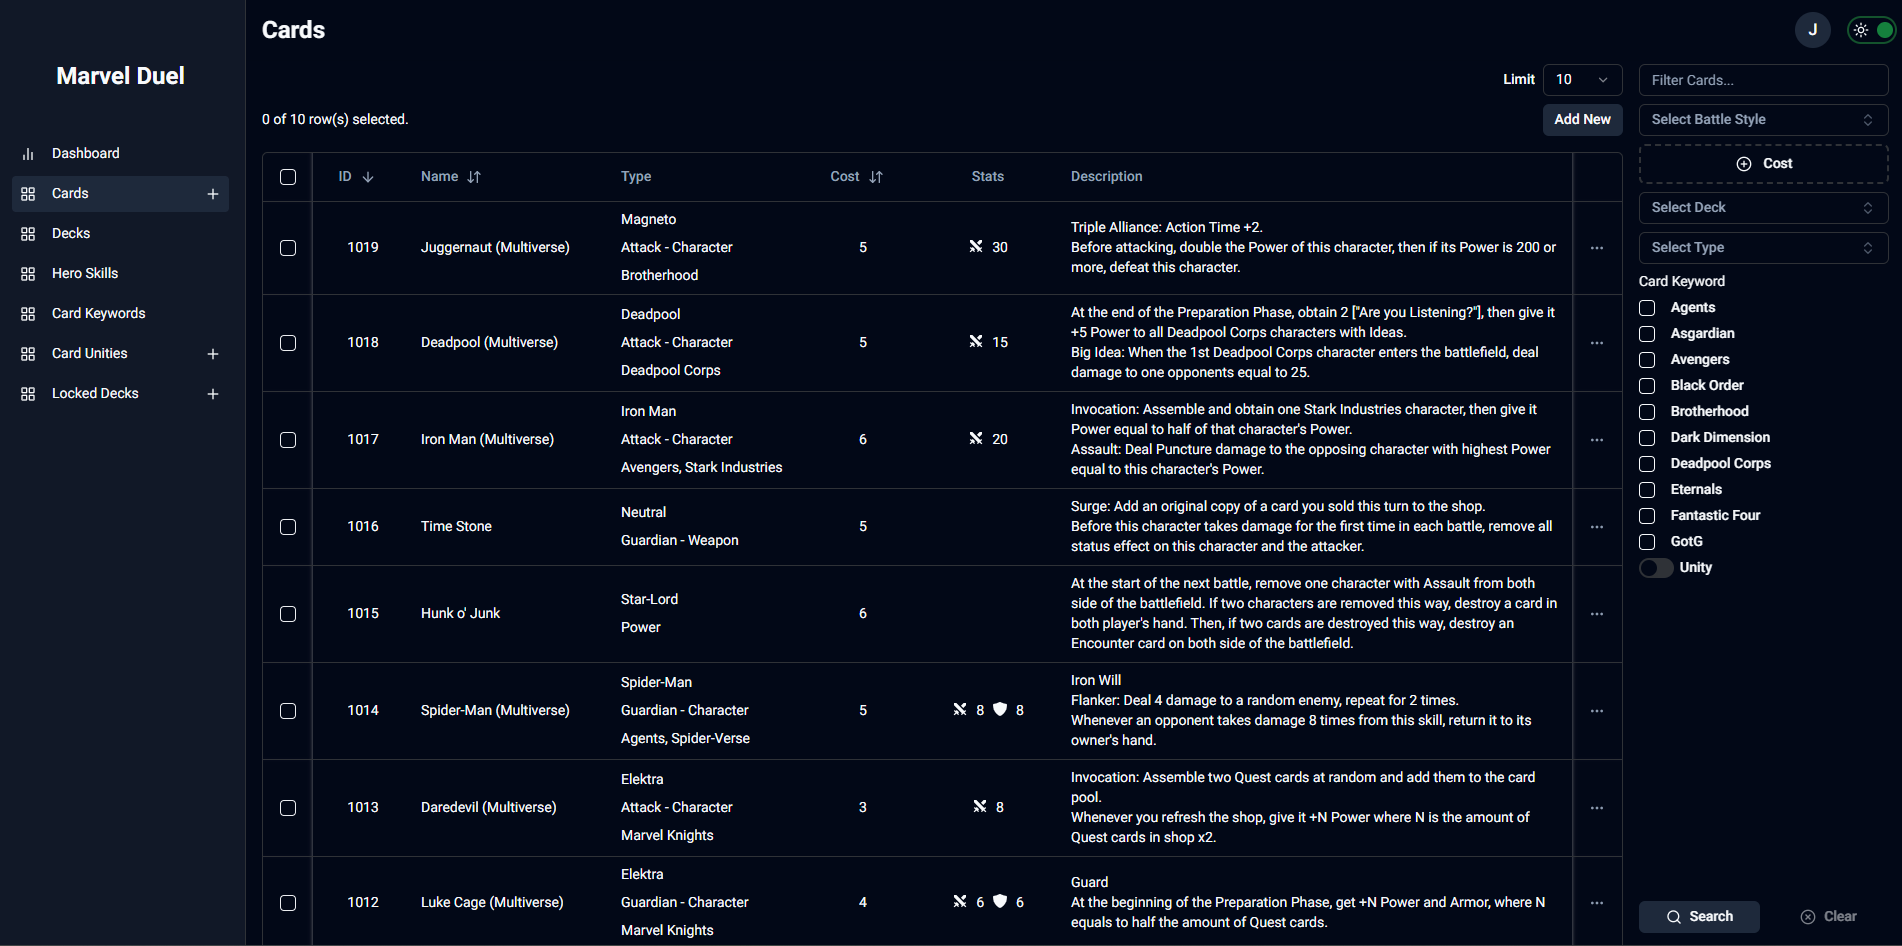 Marvel Duel
Dashboard
Cards
Decks
Hero Skills
Card Keywords
Card Unities
Locked Decks
Cards
J
Limit 10
0 of 10 row(s) selected.
Add New
ID Name Type Cost Stats Description
1019 Juggernaut (Multiverse)
Magneto
Attack - Character
Brotherhood
5 30
Triple Alliance: Action Time +2.
Before attacking, double the Power of this character, then if its Power is 200 or
more, defeat this character.
1018 Deadpool (Multiverse)
Deadpool
Attack - Character
Deadpool Corps
5 15
At the end of the Preparation Phase, obtain 2 ["Are you Listening?"], then give it
+5 Power to all Deadpool Corps characters with Ideas.
Big Idea: When the 1st Deadpool Corps character enters the battlefield, deal
damage to one opponents equal to 25.
1017 Iron Man (Multiverse)
Iron Man
Attack - Character
Avengers, Stark Industries
6 20
Invocation: Assemble and obtain one Stark Industries character, then give it
Power equal to half of that character's Power.
Assault: Deal Puncture damage to the opposing character with highest Power
equal to this character's Power.
1016 Time Stone
Neutral
Guardian - Weapon
5
Surge: Add an original copy of a card you sold this turn to the shop.
Before this character takes damage for the first time in each battle, remove all
status effect on this character and the attacker.
1015 Hunk o' Junk
Star-Lord
Power
6
At the start of the next battle, remove one character with Assault from both
side of the battlefield. If two characters are removed this way, destroy a card in
both player's hand. Then, if two cards are destroyed this way, destroy an
Encounter card on both side of the battlefield.
1014 Spider-Man (Multiverse)
Spider-Man
Guardian - Character
Agents, Spider-Verse
5 8 8
Iron Will
Flanker: Deal 4 damage to a random enemy, repeat for 2 times.
Whenever an opponent takes damage 8 times from this skill, return it to its
owner's hand.
1013 Daredevil (Multiverse)
Elektra
Attack - Character
Marvel Knights
3 8
Invocation: Assemble two Quest cards at random and add them to the card
pool.
Whenever you refresh the shop, give it +N Power where N is the amount of
Quest cards in shop x2.
1012 Luke Cage (Multiverse)
Elektra
Guardian - Character
Marvel Knights
4 6 6
Guard
At the beginning of the Preparation Phase, get +N Power and Armor, where N
equals to half the amount of Quest cards.
Filter Cards...
Select Battle Style
Cost
Select Deck
Select Type
Card Keyword
Agents
Asgardian
Avengers
Black Order
Brotherhood
Dark Dimension
Deadpool Corps
Eternals
Fantastic Four
GotG
Unity
Search
Clear